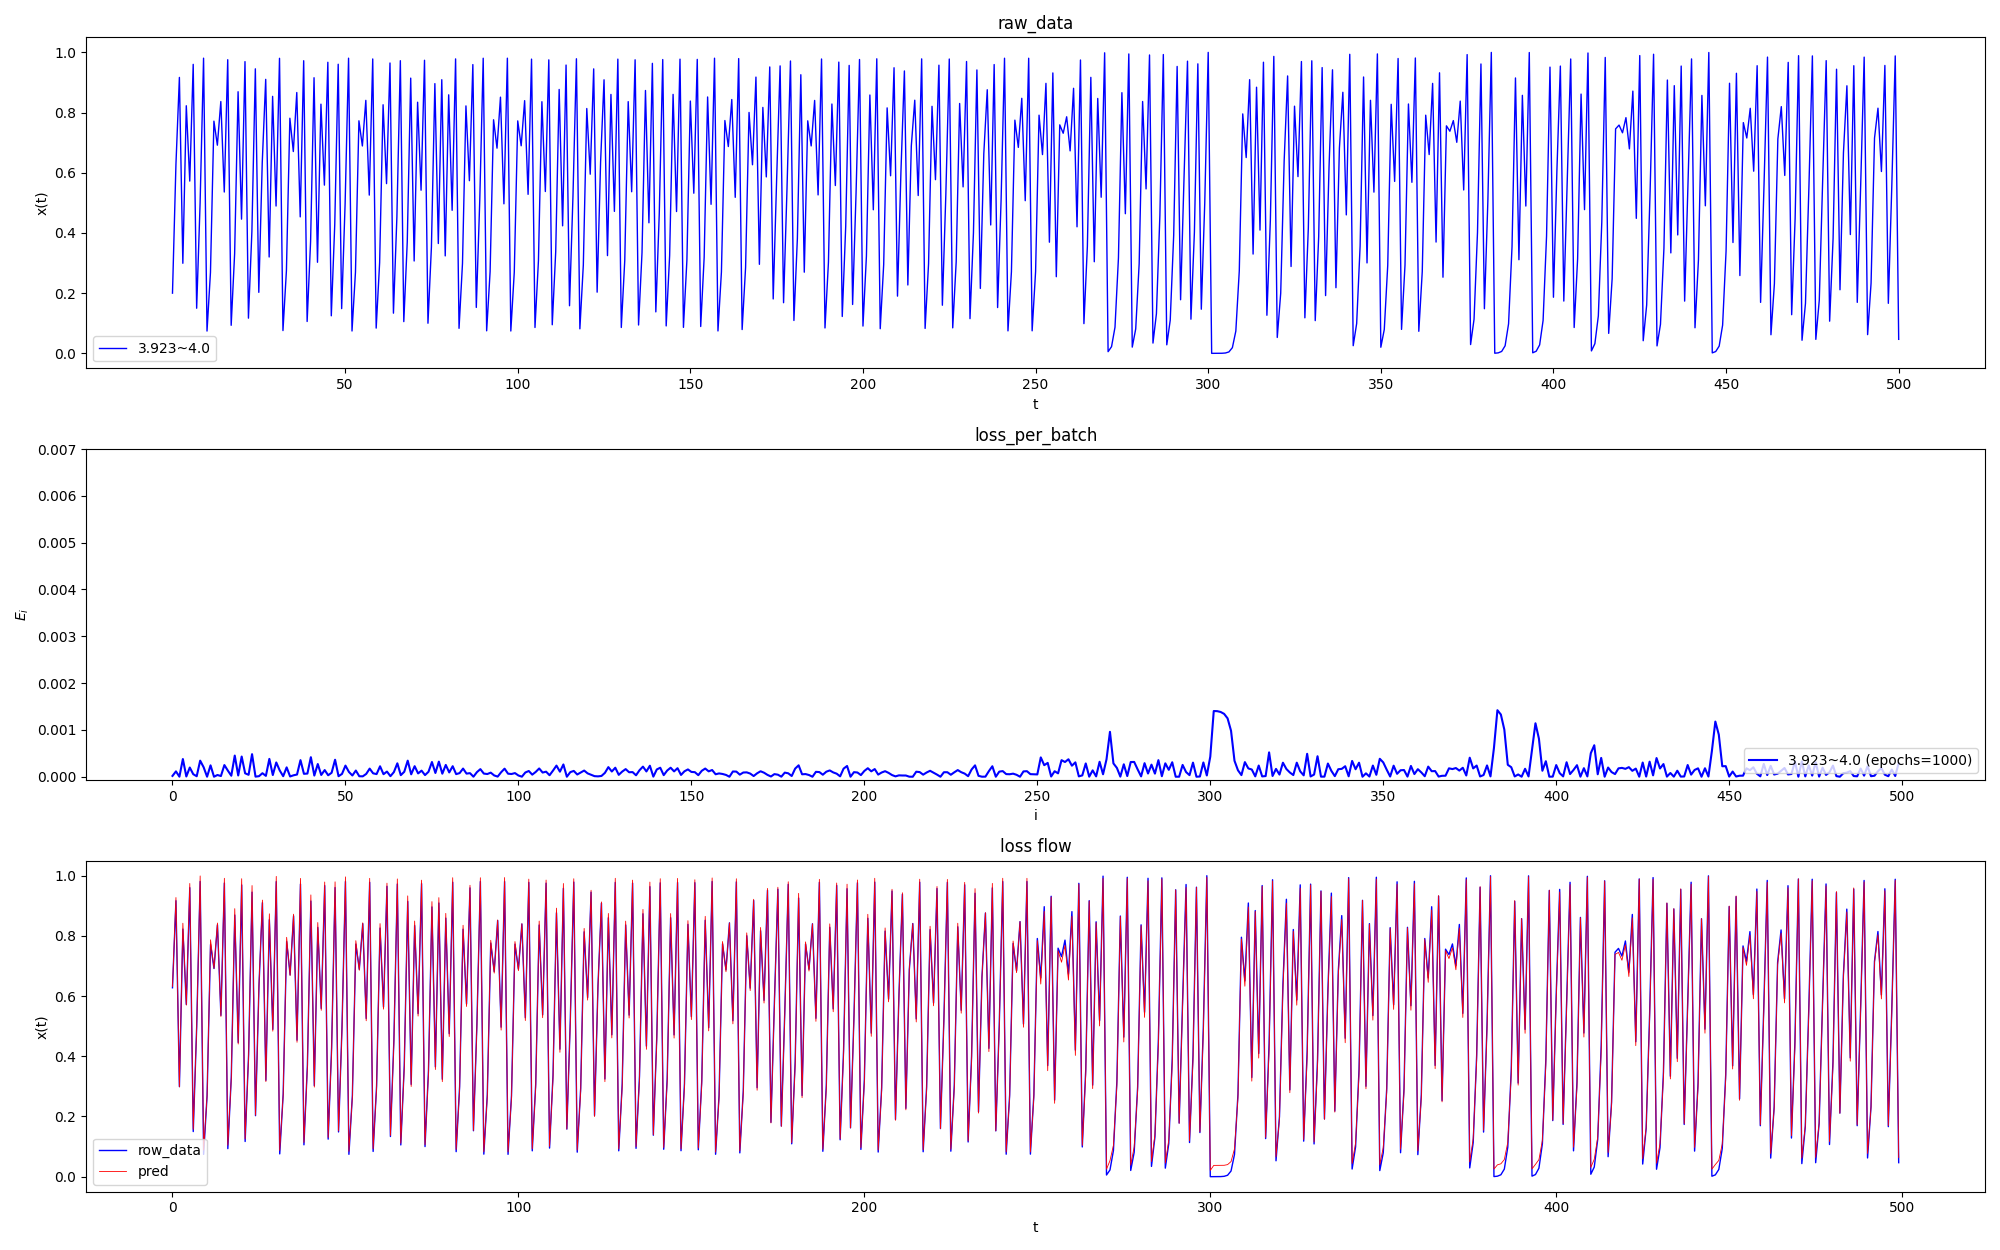 raw_data
1.0
0.8
0.6
0.4
0.2
0.0
x(t)
3.923~4.0
50 100 150 200 250 300 350 400 450 500
t
loss_per_batch
0.007
0.006
0.005
0.004
0.003
0.002
0.001
0.000
E_i
3.923~4.0 (epochs=1000)
0 50 100 150 200 250 300 350 400 450 500
i
loss flow
1.0
0.8
0.6
0.4
0.2
0.0
x(t)
row_data
pred
0 100 200 300 400 500
t